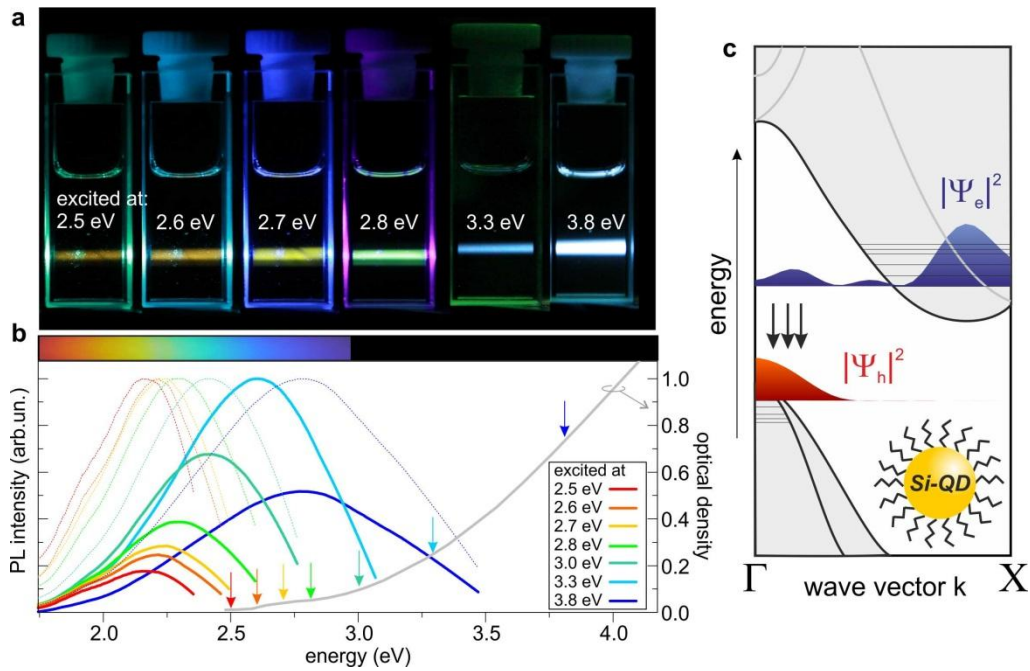 a
excited at:
2.5 eV
2.6 eV
2.7 eV
2.8 eV
3.3 eV
3.8 eV
b
PL intensity (arb.un.)
1.0
0.8
0.6
0.4
0.2
0.0
optical density
excited at
2.5 eV
2.6 eV
2.7 eV
2.8 eV
3.0 eV
3.3 eV
3.8 eV
2.0
2.5
3.0
3.5
4.0
energy (eV)
c
energy
|Ψe|²
|Ψh|²
Si-QD
Γ
wave vector k
X